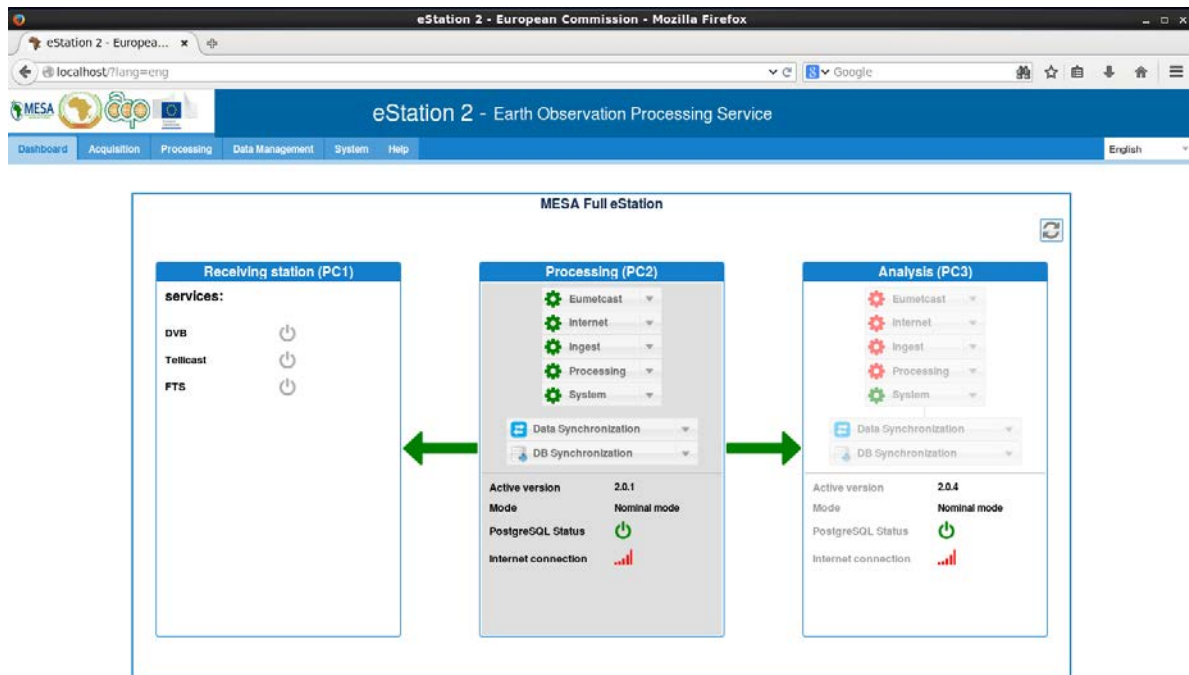 eStation 2 - European Commission - Mozilla Firefox
eStation 2 - Europea...
localhost/?lang=eng
Google
MESA
acp
eStation 2 - Earth Observation Processing Service
Dashboard Acquisition Processing Data Management System Help English
MESA Full eStation
Receiving station (PC1)
services:
DVB
Tellicast
FTS
Processing (PC2)
Eumetcast
Internet
Ingest
Processing
System
Data Synchronization
DB Synchronization
Active version 2.0.1
Mode Nominal mode
PostgreSQL Status
Internet connection
Analysis (PC3)
Eumetcast
Internet
Ingest
Processing
System
Data Synchronization
DB Synchronization
Active version 2.0.4
Mode Nominal mode
PostgreSQL Status
Internet connection